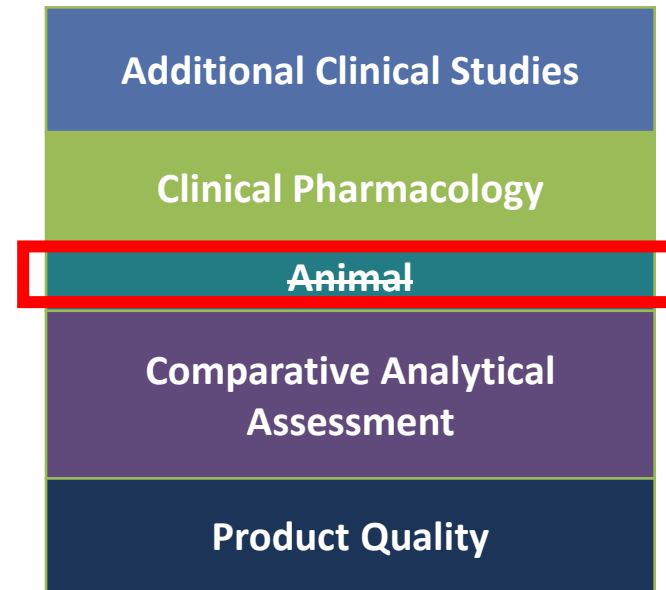 Additional Clinical Studies
Clinical Pharmacology
Animal
Comparative Analytical
Assessment
Product Quality